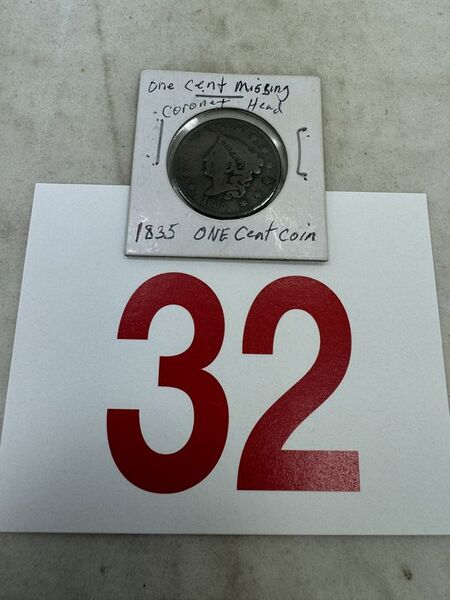 One Cent Missing
Coronet Head
1835 ONE Cent Coin
32